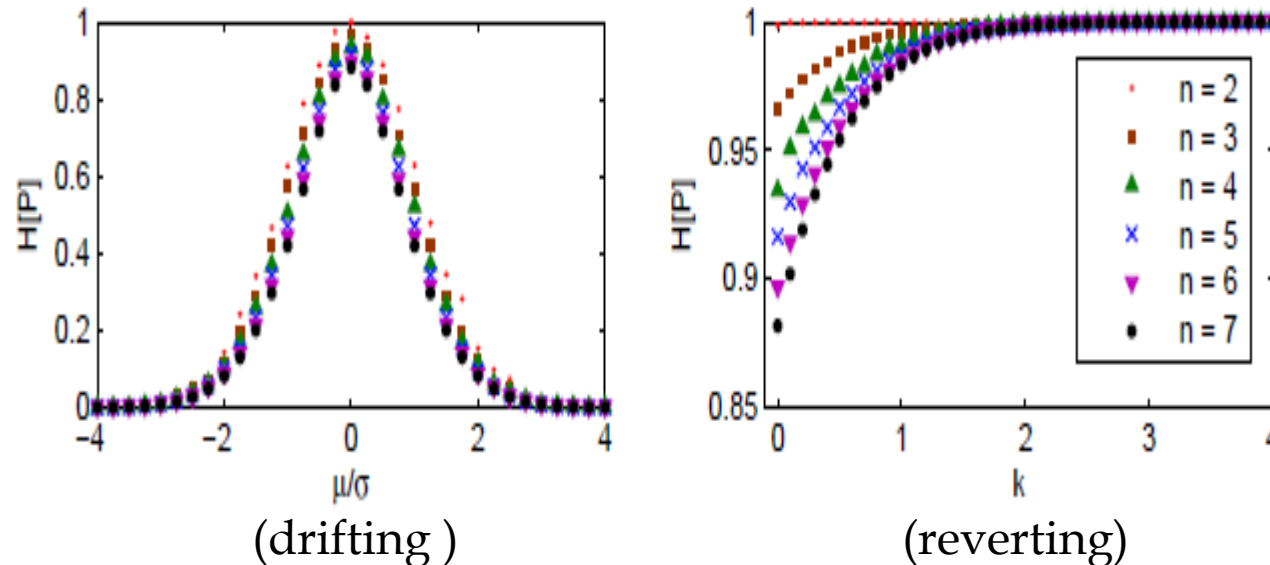 H[P]
1
0.8
0.6
0.4
0.2
0
−4 −2 0 2 4
μ/σ
(drifting )
H[P]
1
0.95
0.9
0.85
0 1 2 3 4
k
(reverting)
n = 2
n = 3
n = 4
n = 5
n = 6
n = 7